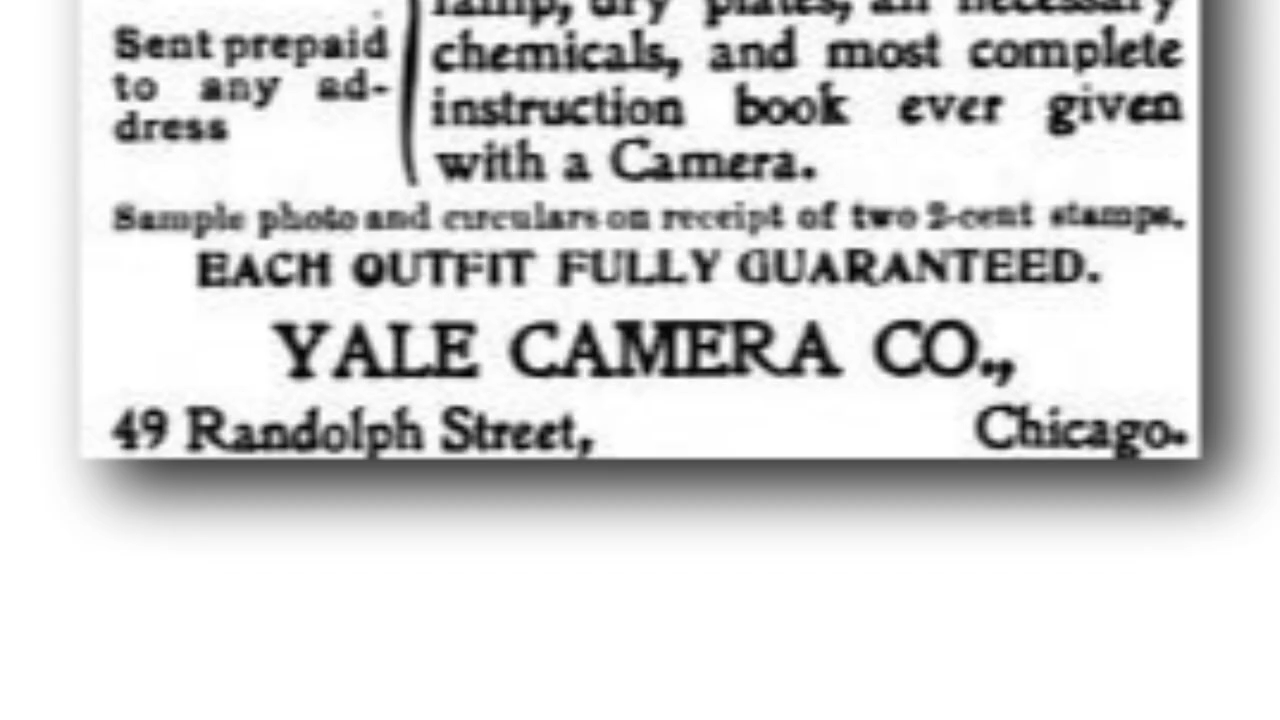 lamp, dry plates, all necessary
Sent prepaid
chemicals, and most complete
to any ad-
instruction book ever given
dress
with a Camera.
Sample photo and circulars on receipt of two 2-cent stamps.
EACH OUTFIT FULLY GUARANTEED.
YALE CAMERA CO.,
49 Randolph Street, Chicago.